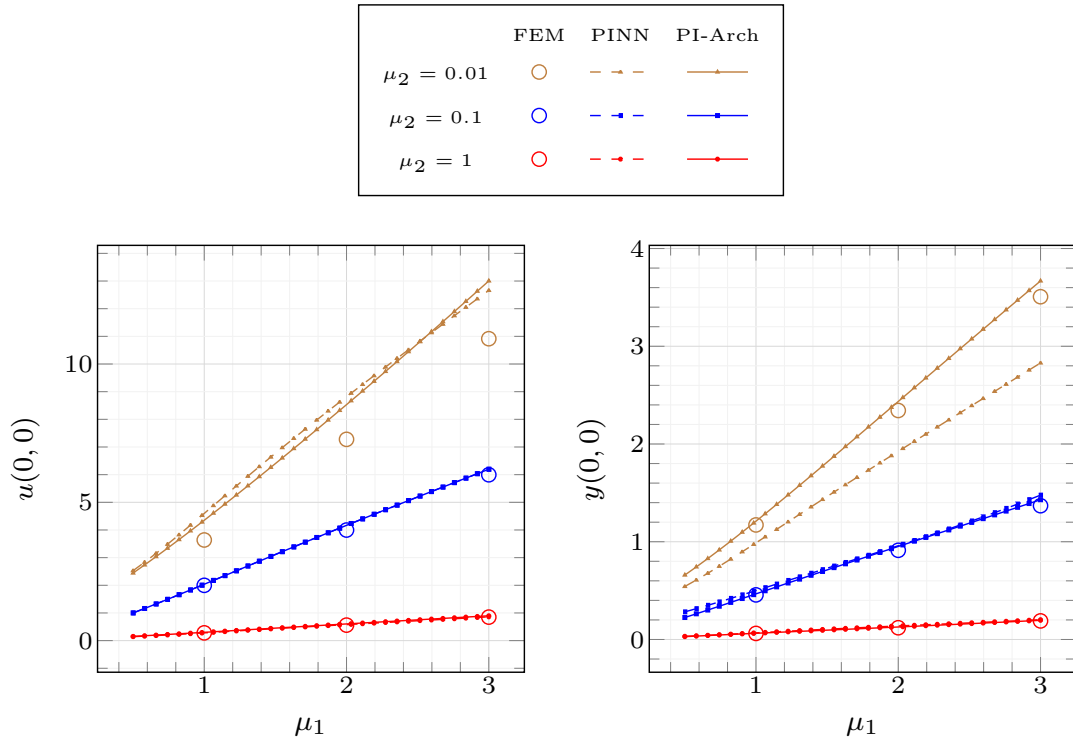 FEM PINN PI-Arch
μ₂ = 0.01
μ₂ = 0.1
μ₂ = 1
10
5
0
1 2 3
u(0, 0)
μ₁
4
3
2
1
0
1 2 3
y(0, 0)
μ₁